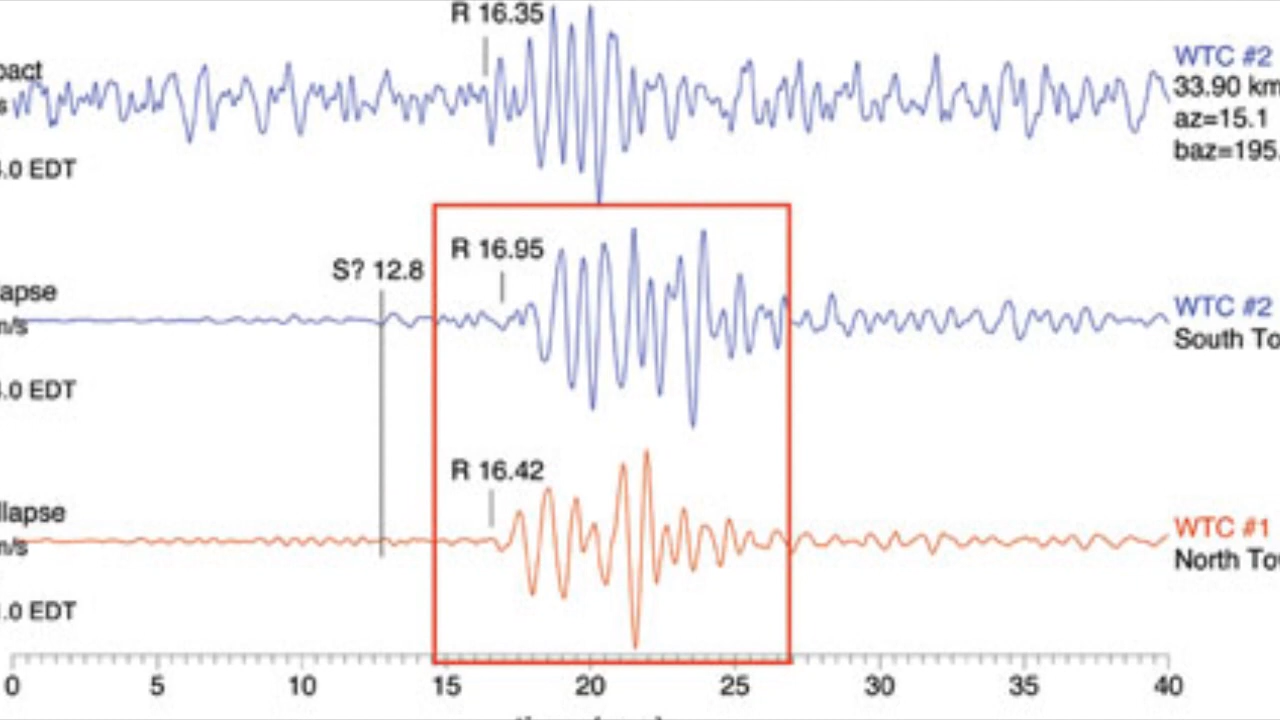 R 16.35
pact
s
WTC #2
33.90 km
az=15.1
baz=195.
.0 EDT
R 16.95
S? 12.8
apse
m/s
WTC #2
South To
.0 EDT
R 16.42
llapse
m/s
WTC #1
North To
.0 EDT
0 5 10 15 20 25 30 35 40